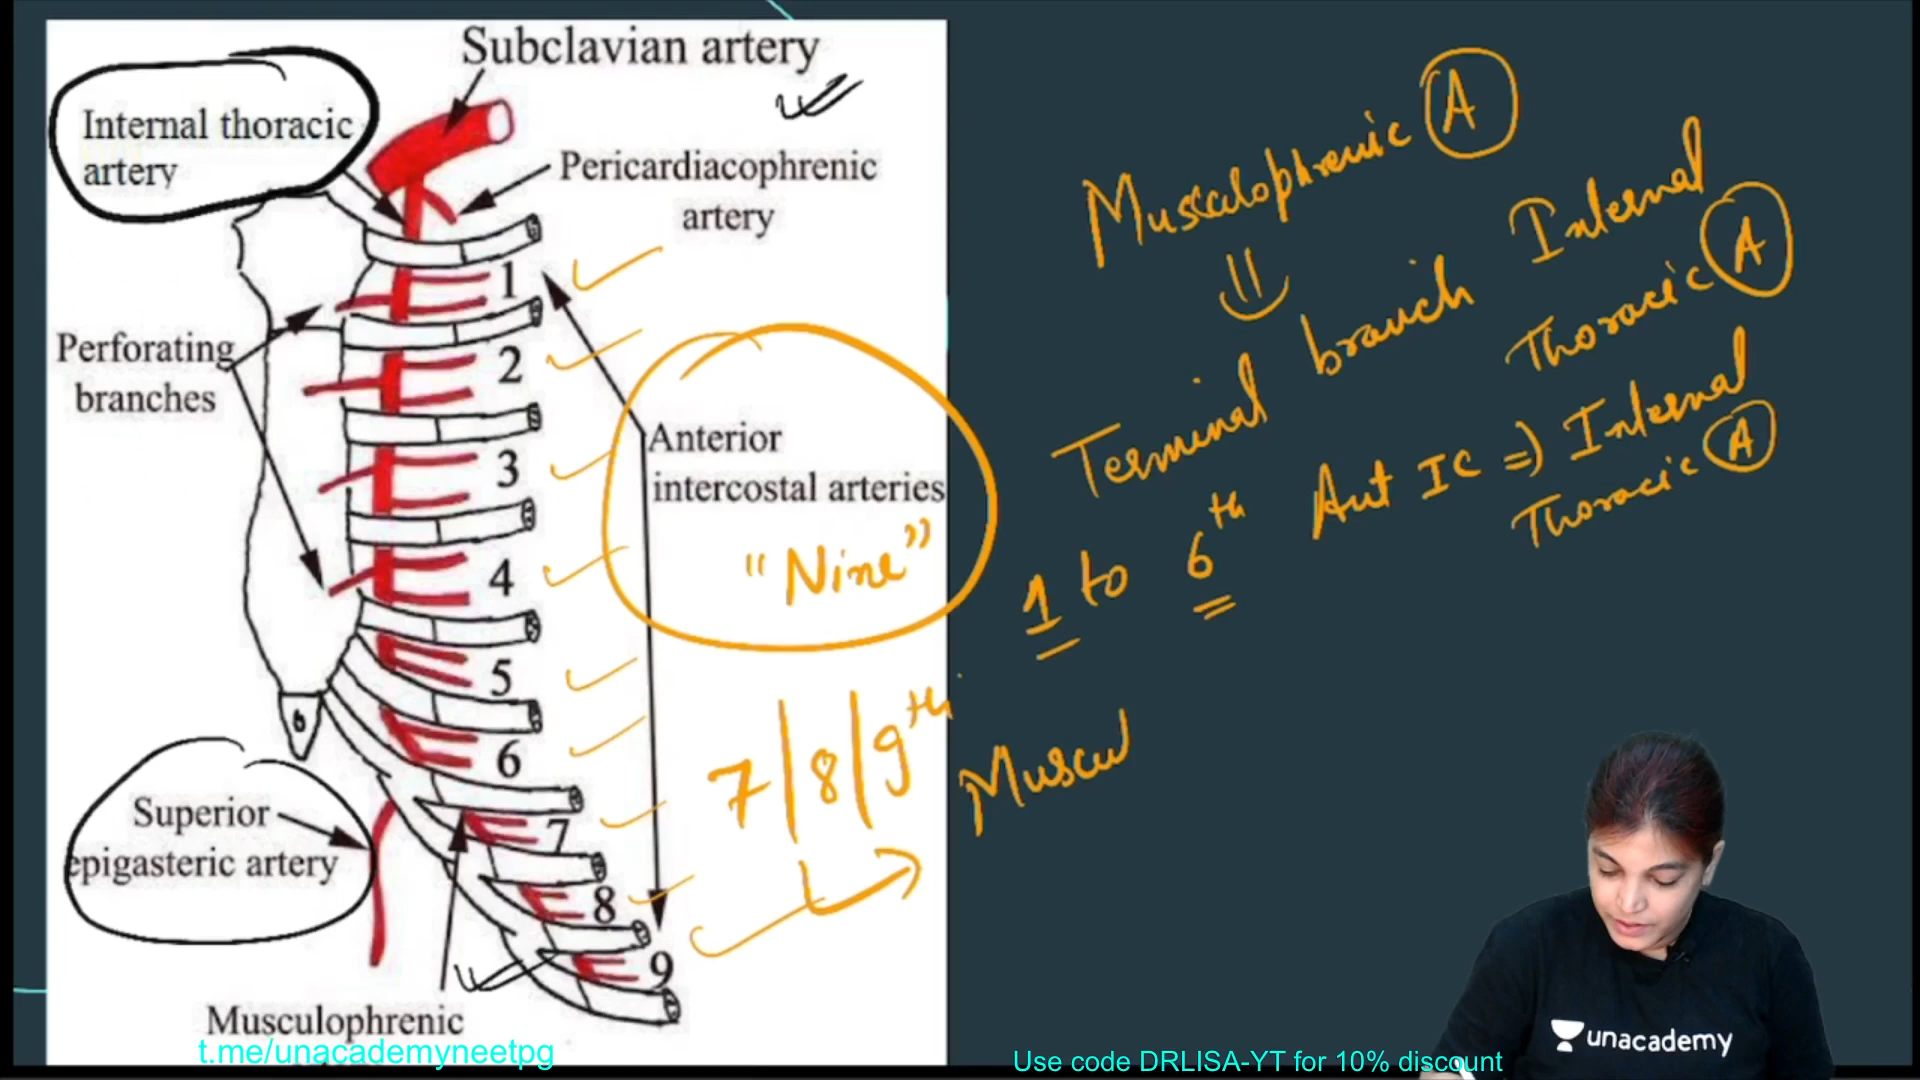 Subclavian artery
Internal thoracic
artery
Pericardiacophrenic
artery
1
Perforating
branches
2
Anterior
intercostal arteries
"Nine"
3
4
5
6
7
8
9
Superior
epigasteric artery
Musculophrenic
t.me/unacademyneetpg
7/8/9th
Musculophrenic A
Terminal branch Internal
Thoracic A
1 to 6th Ant IC => Internal
Thoracic A
Muscul
unacademy
Use code DRLISA-YT for 10% discount